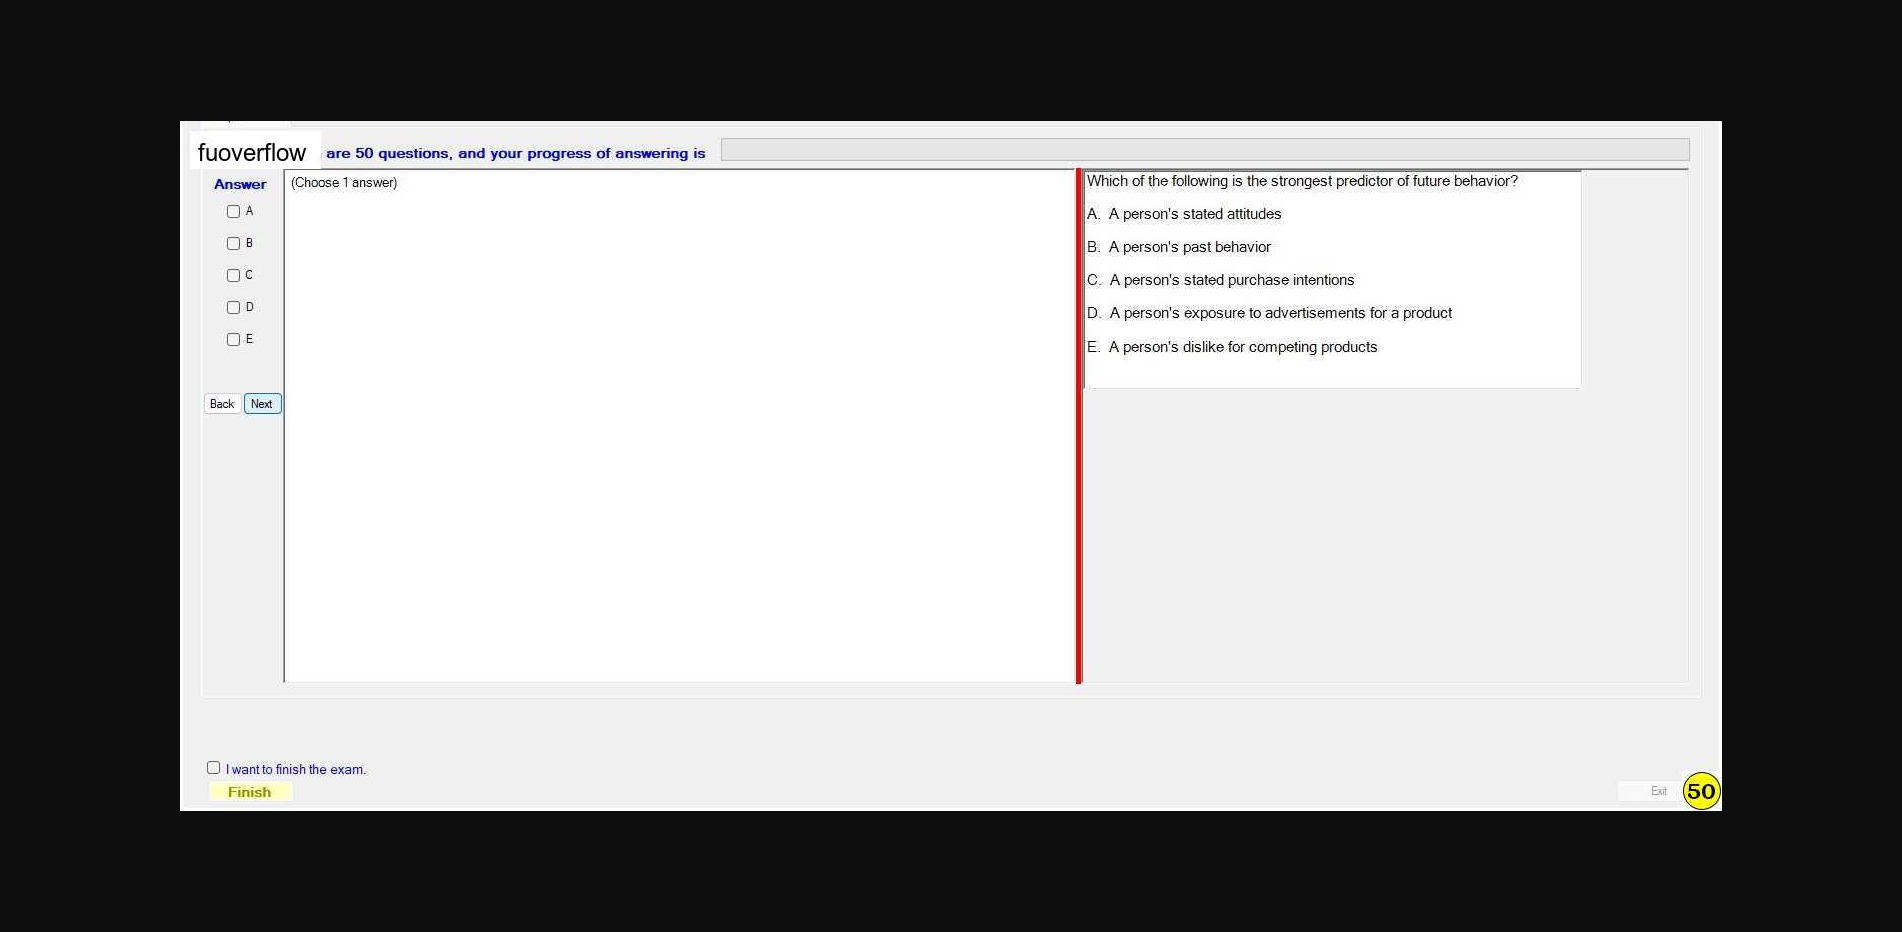 fuoverflow are 50 questions, and your progress of answering is
Answer
(Choose 1 answer)
A
B
C
D
E
Back Next
Which of the following is the strongest predictor of future behavior?
A. A person's stated attitudes
B. A person's past behavior
C. A person's stated purchase intentions
D. A person's exposure to advertisements for a product
E. A person's dislike for competing products
I want to finish the exam.
Finish
Exit
50